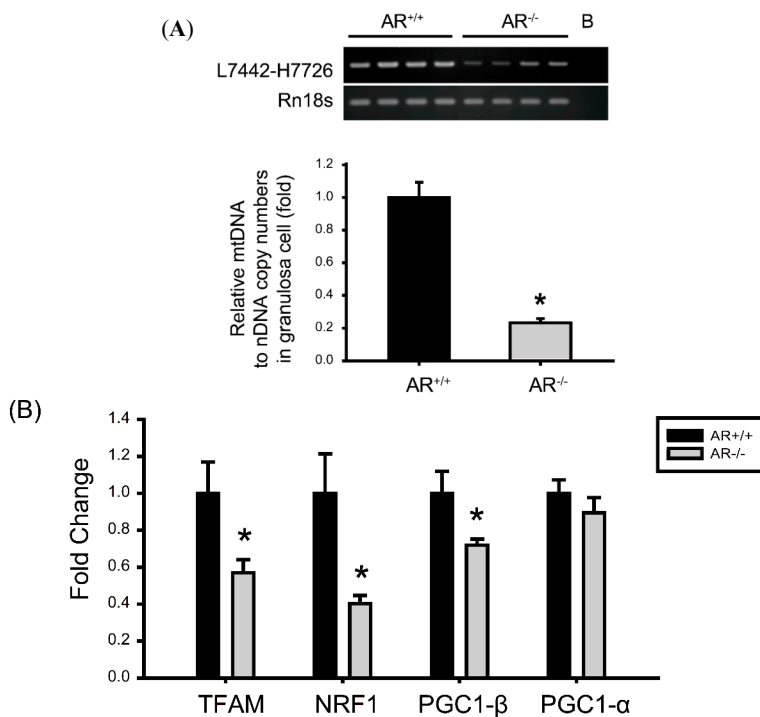 (A)
AR+/+ AR-/- B
L7442-H7726
Rn18s
Relative mtDNA
to nDNA copy numbers
in granulosa cell (fold)
1.2
1.0
0.8
0.6
0.4
0.2
0.0
*
AR+/+ AR-/-
(B)
Fold Change
1.4
1.2
1.0
0.8
0.6
0.4
0.2
0.0
* * *
TFAM NRF1 PGC1-β PGC1-α
AR+/+
AR-/-